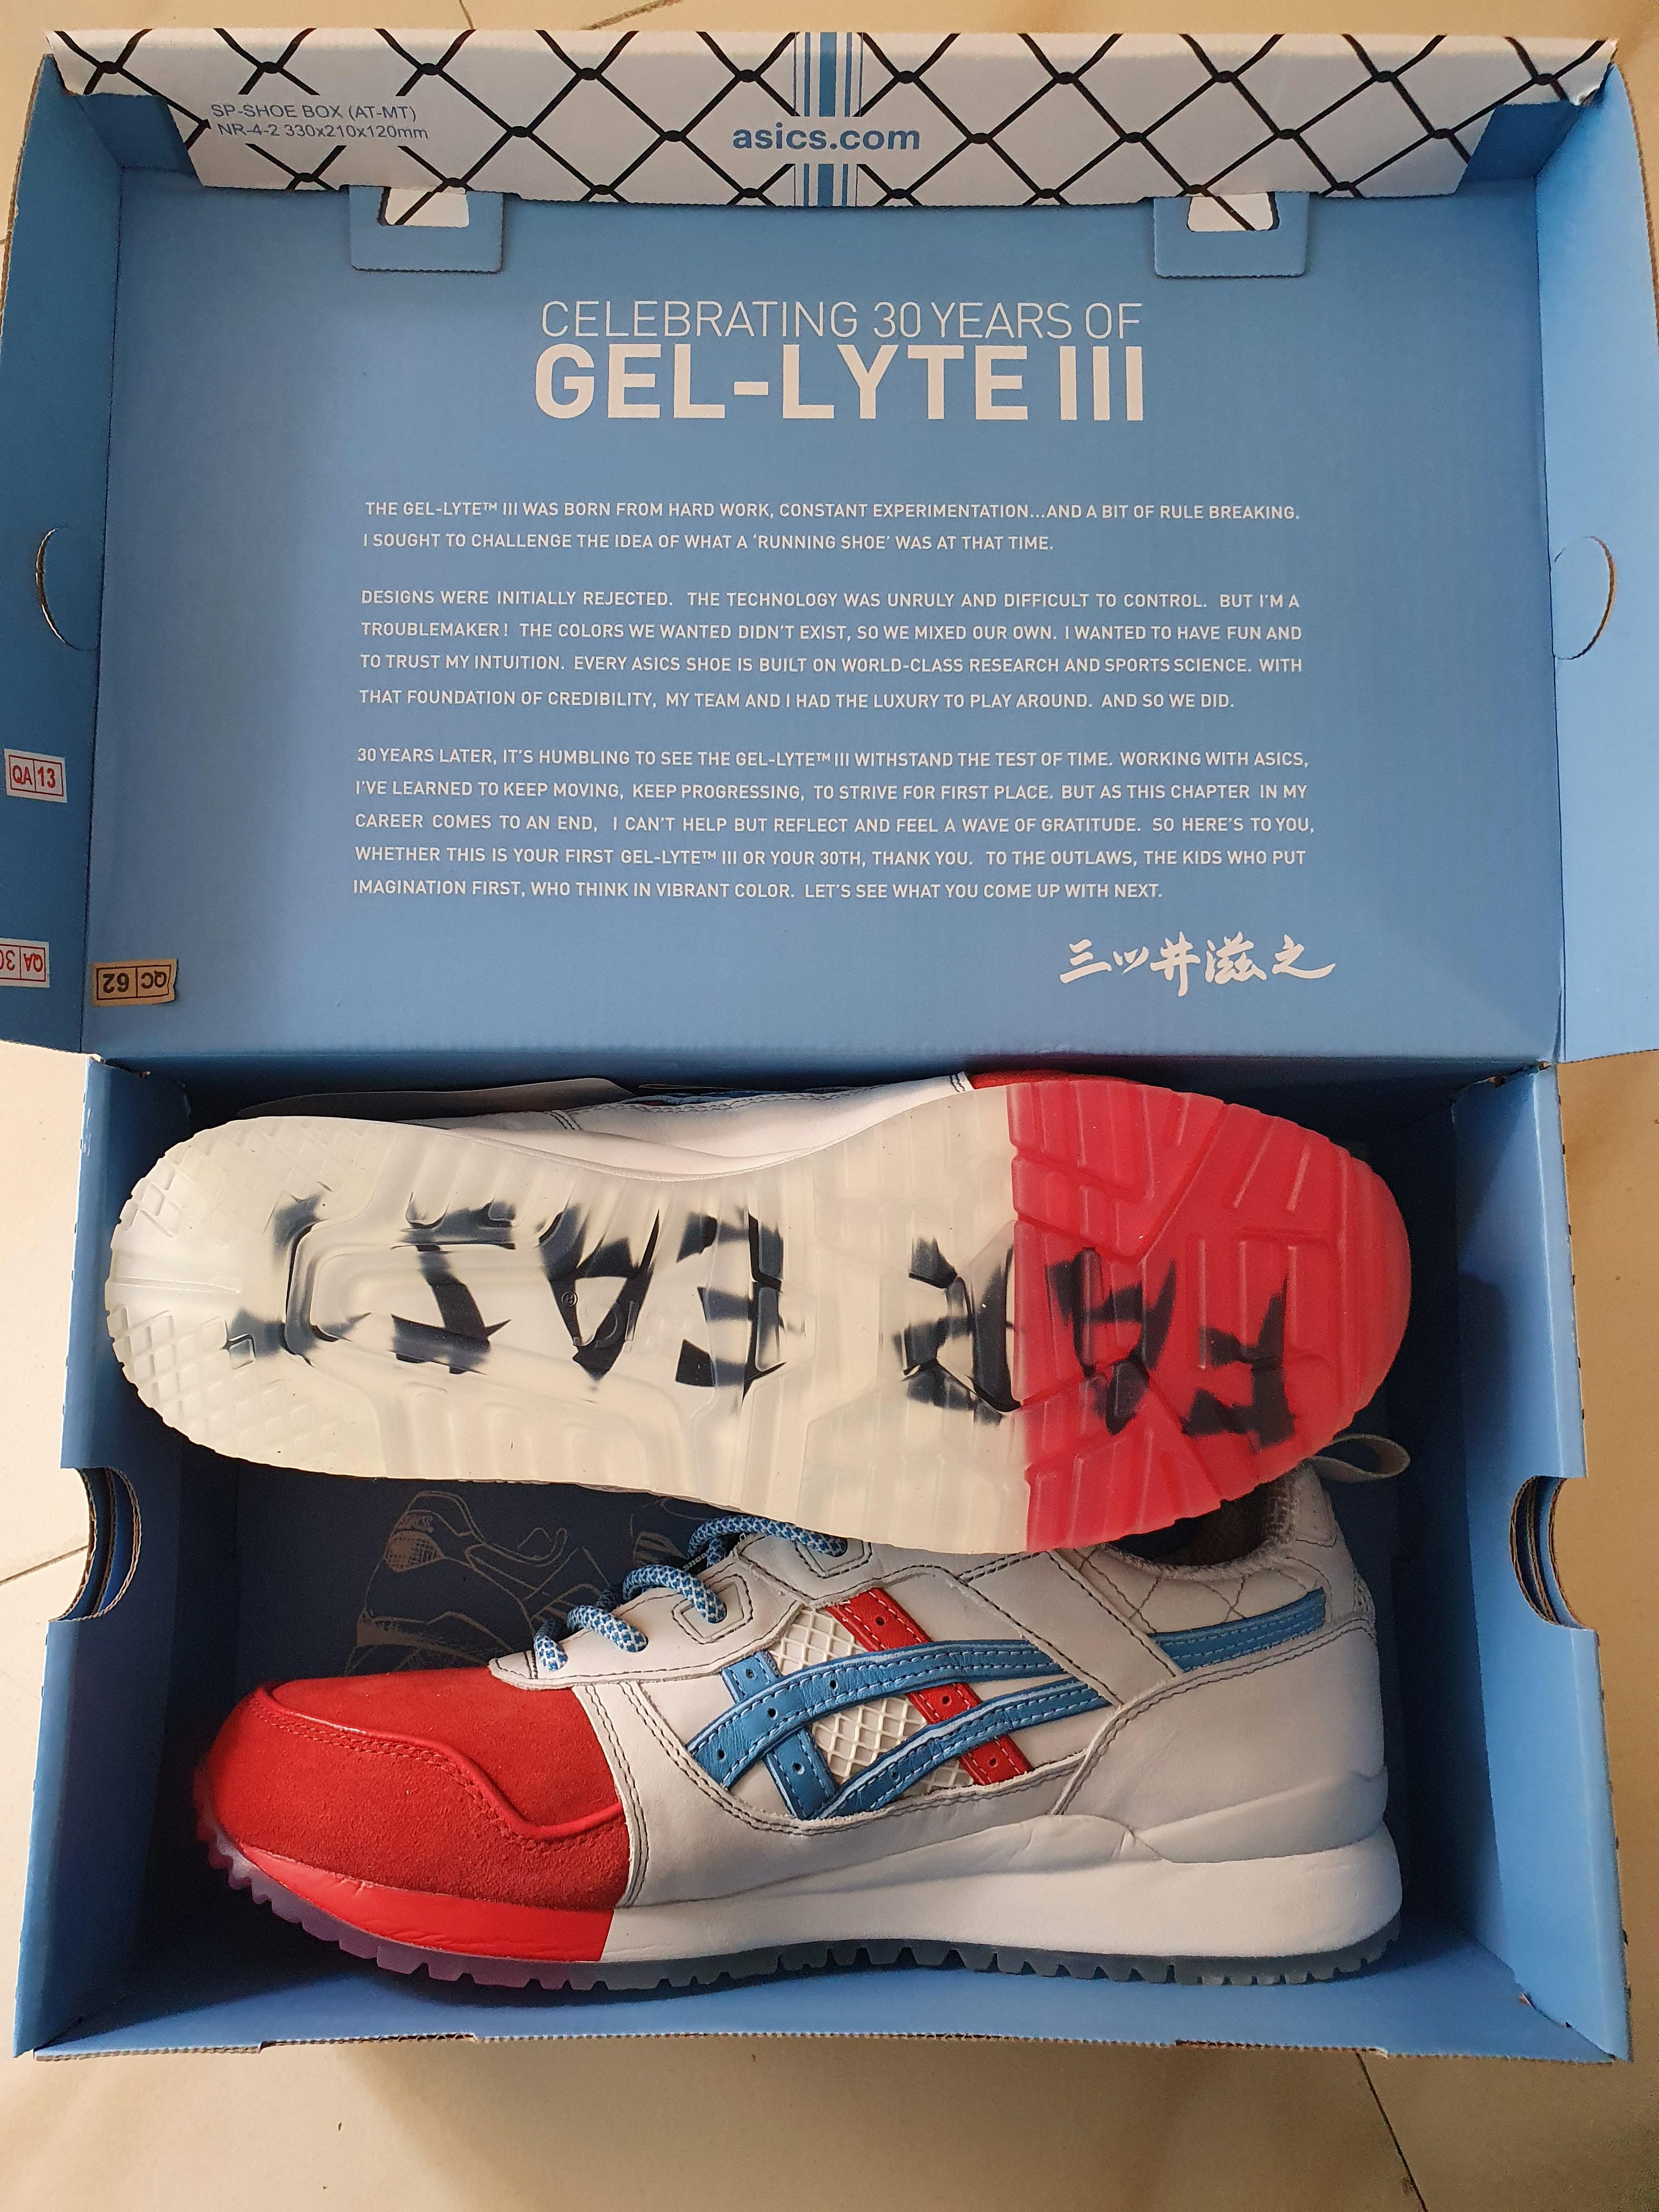 SP-SHOE BOX (AT-MT)
NR-4-2 330x210x120mm
asics.com
CELEBRATING 30 YEARS OF
GEL-LYTE III
THE GEL-LYTE™ III WAS BORN FROM HARD WORK, CONSTANT EXPERIMENTATION...AND A BIT OF RULE BREAKING.
I SOUGHT TO CHALLENGE THE IDEA OF WHAT A ‘RUNNING SHOE’ WAS AT THAT TIME.
DESIGNS WERE INITIALLY REJECTED. THE TECHNOLOGY WAS UNRULY AND DIFFICULT TO CONTROL. BUT I’M A
TROUBLEMAKER! THE COLORS WE WANTED DIDN’T EXIST, SO WE MIXED OUR OWN. I WANTED TO HAVE FUN AND
TO TRUST MY INTUITION. EVERY ASICS SHOE IS BUILT ON WORLD-CLASS RESEARCH AND SPORTS SCIENCE. WITH
THAT FOUNDATION OF CREDIBILITY, MY TEAM AND I HAD THE LUXURY TO PLAY AROUND. AND SO WE DID.
30 YEARS LATER, IT’S HUMBLING TO SEE THE GEL-LYTE™ III WITHSTAND THE TEST OF TIME. WORKING WITH ASICS,
I’VE LEARNED TO KEEP MOVING, KEEP PROGRESSING, TO STRIVE FOR FIRST PLACE. BUT AS THIS CHAPTER IN MY
CAREER COMES TO AN END, I CAN’T HELP BUT REFLECT AND FEEL A WAVE OF GRATITUDE. SO HERE’S TO YOU,
WHETHER THIS IS YOUR FIRST GEL-LYTE™ III OR YOUR 30TH, THANK YOU. TO THE OUTLAWS, THE KIDS WHO PUT
IMAGINATION FIRST, WHO THINK IN VIBRANT COLOR. LET’S SEE WHAT YOU COME UP WITH NEXT.
三ツ井滋之
QA 13
QA 30
QC 62